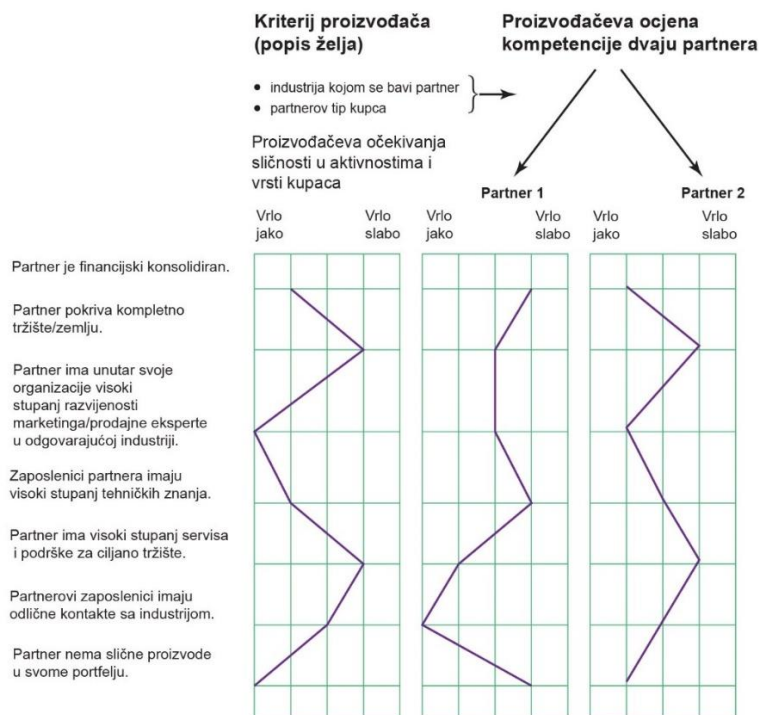 Kriterij proizvođača
(popis želja)
Proizvođačeva ocjena
kompetencije dvaju partnera
• industrija kojom se bavi partner
• partnerov tip kupca
Proizvođačeva očekivanja
sličnosti u aktivnostima i
vrsti kupaca
Partner 1
Partner 2
Vrlo
jako
Vrlo
slabo
Vrlo
jako
Vrlo
slabo
Vrlo
jako
Vrlo
slabo
Partner je financijski konsolidiran.
Partner pokriva kompletno
tržište/zemlju.
Partner ima unutar svoje
organizacije visoki
stupanj razvijenosti
marketinga/prodajne eksperte
u odgovarajućoj industriji.
Zaposlenici partnera imaju
visoki stupanj tehničkih znanja.
Partner ima visoki stupanj servisa
i podrške za ciljano tržište.
Partnerovi zaposlenici imaju
odlične kontakte sa industrijom.
Partner nema slične proizvode
u svome portfelju.